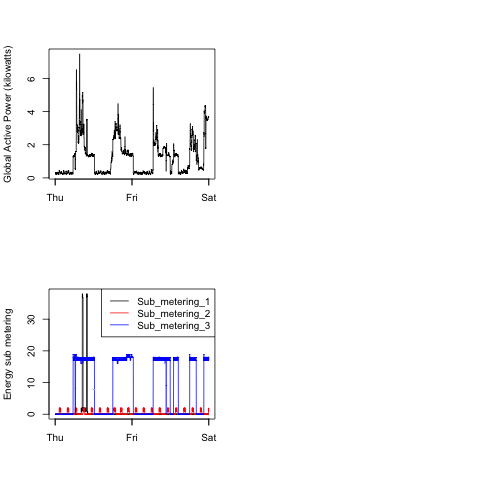 Global Active Power (kilowatts)
6
4
2
0
Thu Fri Sat
Energy sub metering
30
20
10
0
Sub_metering_1
Sub_metering_2
Sub_metering_3
Thu Fri Sat